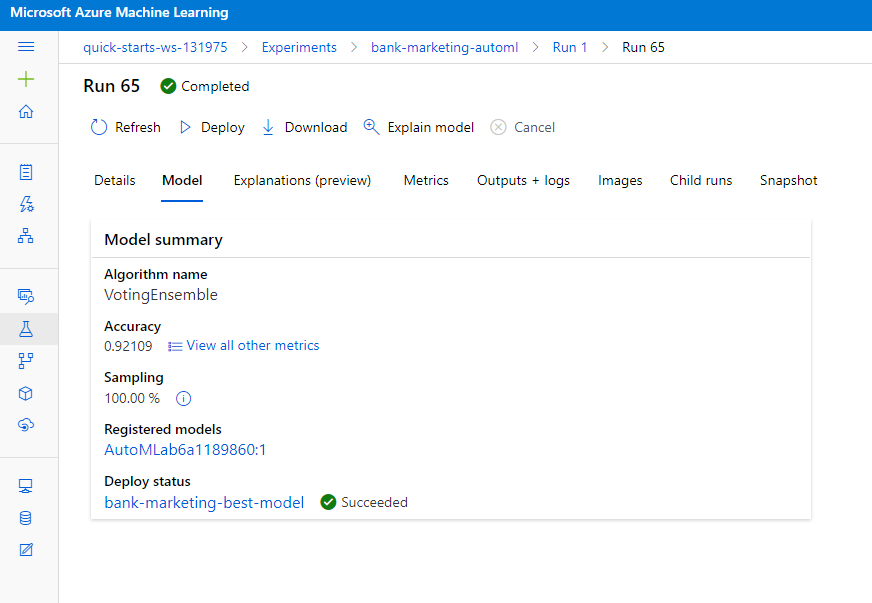 Microsoft Azure Machine Learning
quick-starts-ws-131975 > Experiments > bank-marketing-automl > Run 1 > Run 65
Run 65 Completed
Refresh Deploy Download Explain model Cancel
Details Model Explanations (preview) Metrics Outputs + logs Images Child runs Snapshot
Model summary
Algorithm name
VotingEnsemble
Accuracy
0.92109 View all other metrics
Sampling
100.00 %
Registered models
AutoMLab6a1189860:1
Deploy status
bank-marketing-best-model Succeeded